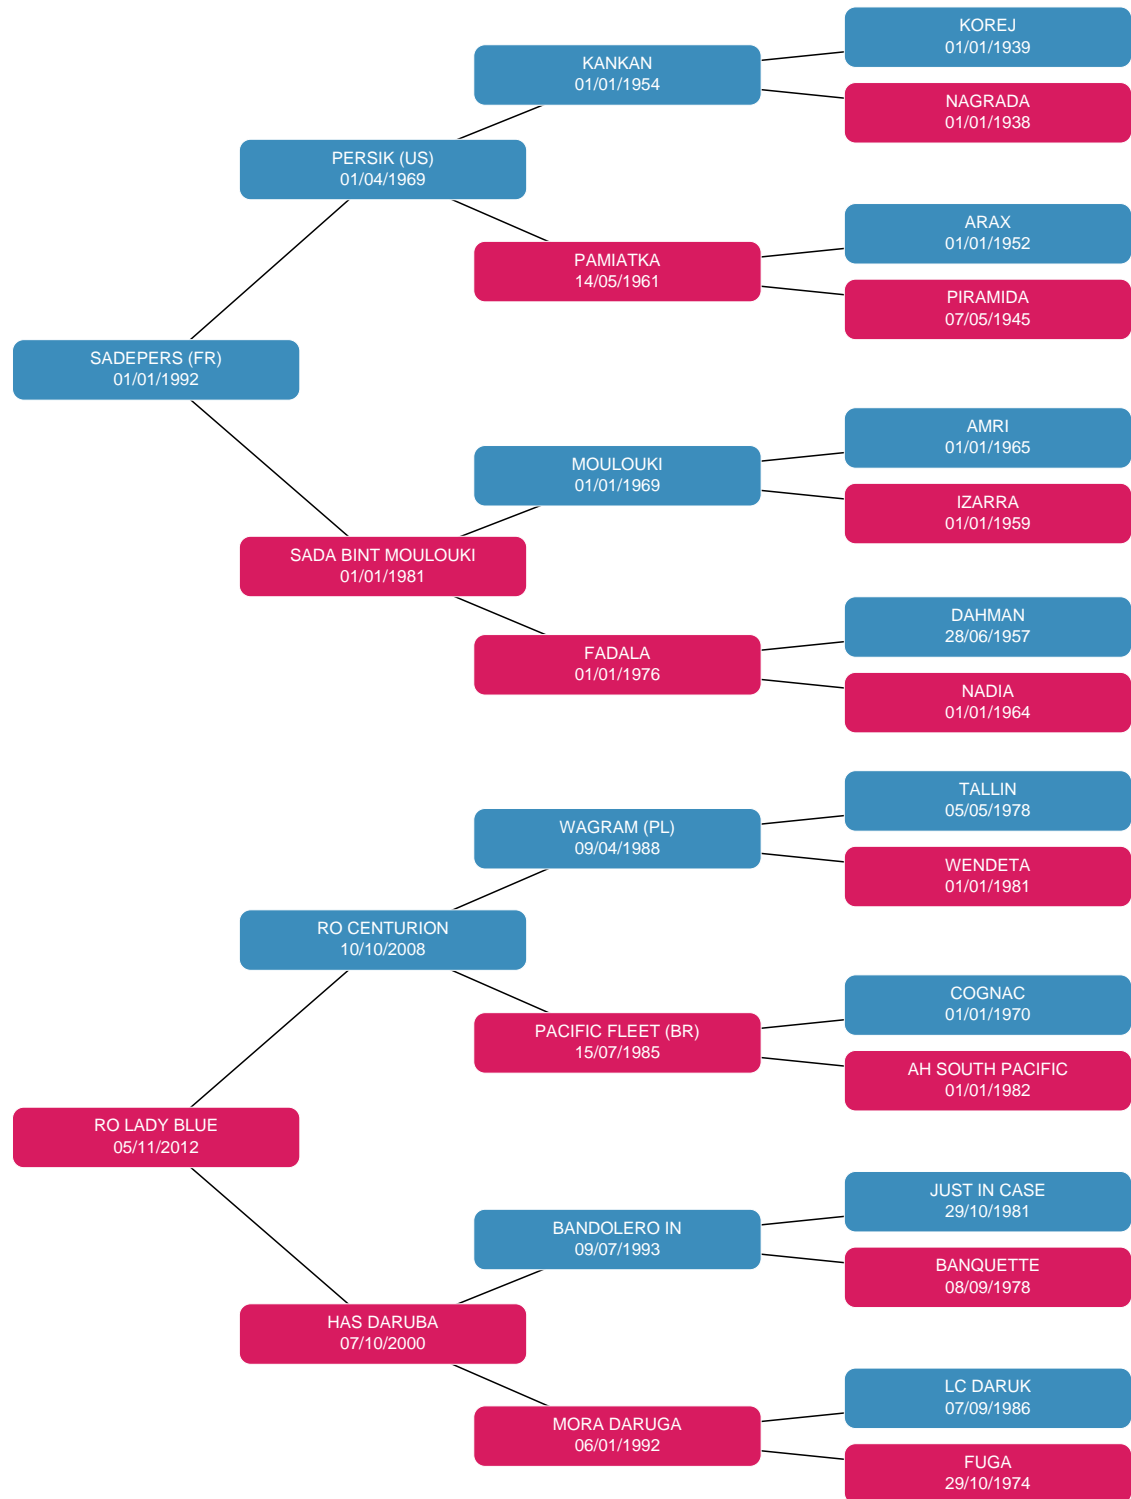 KOREJ
01/01/1939
KANKAN
01/01/1954
NAGRADA
01/01/1938
PERSIK (US)
01/04/1969
ARAX
01/01/1952
PAMIATKA
14/05/1961
PIRAMIDA
07/05/1945
SADEPERS (FR)
01/01/1992
AMRI
01/01/1965
MOULOUKI
01/01/1969
IZARRA
01/01/1959
SADA BINT MOULOUKI
01/01/1981
DAHMAN
28/06/1957
FADALA
01/01/1976
NADIA
01/01/1964
TALLIN
05/05/1978
WAGRAM (PL)
09/04/1988
WENDETA
01/01/1981
RO CENTURION
10/10/2008
COGNAC
01/01/1970
PACIFIC FLEET (BR)
15/07/1985
AH SOUTH PACIFIC
01/01/1982
RO LADY BLUE
05/11/2012
JUST IN CASE
29/10/1981
BANDOLERO IN
09/07/1993
BANQUETTE
08/09/1978
HAS DARUBA
07/10/2000
LC DARUK
07/09/1986
MORA DARUGA
06/01/1992
FUGA
29/10/1974